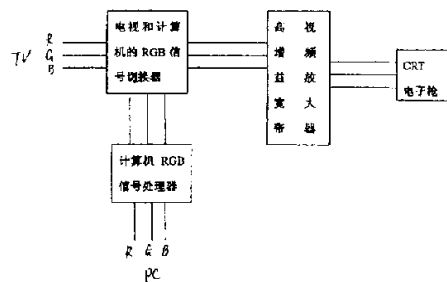 TV
R
G
B
电视和计算
机的 RGB 信
号切换器
高增益宽带
视频放大器
CRT
电子枪
计算机 RGB
信号处理器
R G B
PC